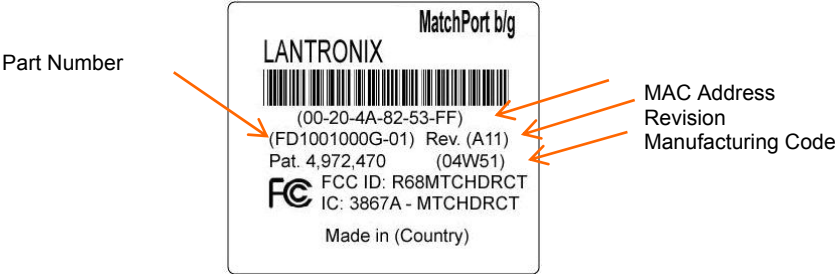 MatchPort b/g
LANTRONIX
Part Number
(00-20-4A-82-53-FF)
MAC Address
(FD1001000G-01) Rev. (A11)
Revision
Pat. 4,972,470 (04W51)
Manufacturing Code
FC FCC ID: R68MTCHDRCT
IC: 3867A - MTCHDRCT
Made in (Country)